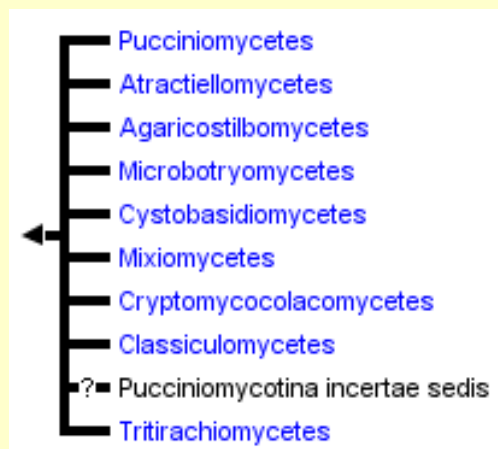 Pucciniomycetes
Atractiellomycetes
Agaricostilbomycetes
Microbotryomycetes
Cystobasidiomycetes
Mixiomycetes
Cryptomycocolacomycetes
Classiculomycetes
? Pucciniomycotina incertae sedis
Tritirachiomycetes